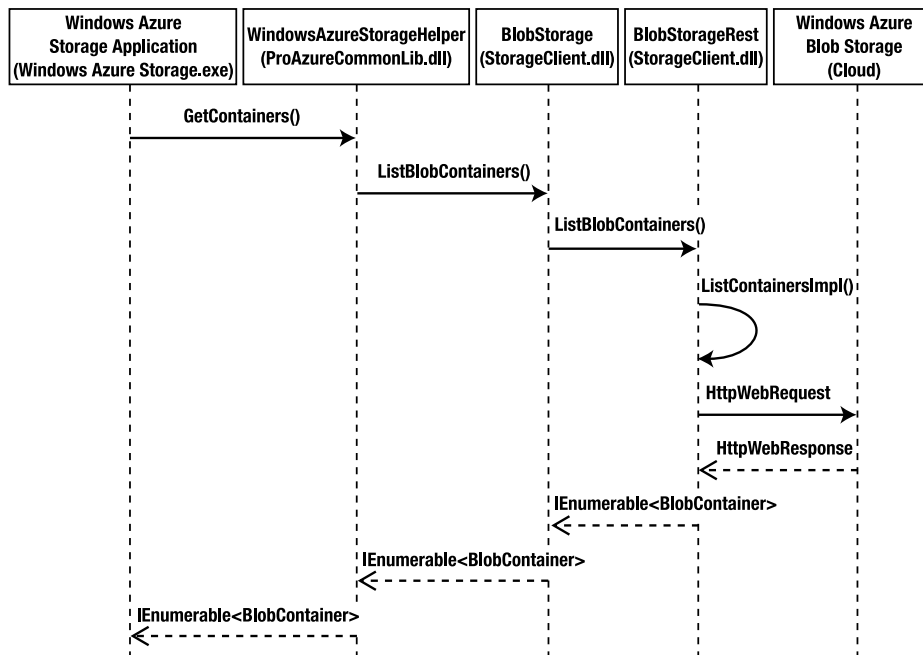 Windows Azure
Storage Application
(Windows Azure Storage.exe)
WindowsAzureStorageHelper
(ProAzureCommonLib.dll)
BlobStorage
(StorageClient.dll)
BlobStorageRest
(StorageClient.dll)
Windows Azure
Blob Storage
(Cloud)
GetContainers()
ListBlobContainers()
ListBlobContainers()
ListContainersImpl()
HttpWebRequest
HttpWebResponse
IEnumerable<BlobContainer>
IEnumerable<BlobContainer>
IEnumerable<BlobContainer>